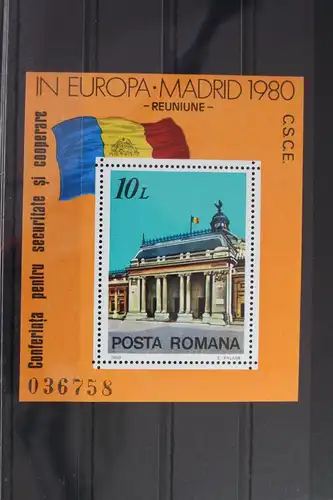 IN EUROPA·MADRID 1980
-REUNIUNE-
C.S.C.E.
Conferința pentru securitate și cooperare
10L
POSTA ROMANA
036758